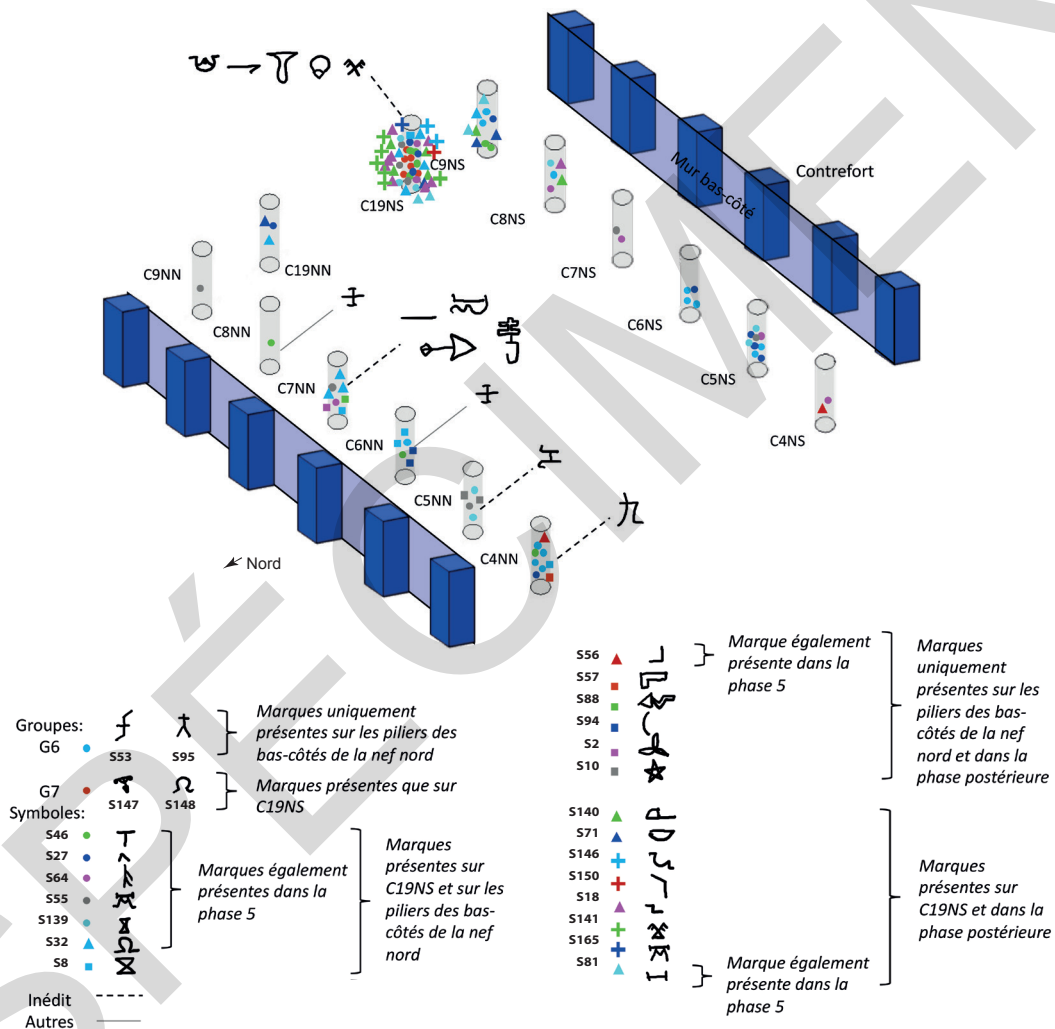 C9NS
C19NS
C8NS
Mur bas-côté
Contrefort
C19NN
C9NN
C7NS
C8NN
C6NS
C7NN
C5NS
C6NN
C4NS
C5NN
C4NN
Nord
SPÉCIMEN
Groupes:
G6
S53
S95
Marques uniquement
présentes sur les piliers des
bas-côtés de la nef nord
G7
S147
S148
Marques présentes que sur
C19NS
Symboles:
S46
S27
S64
S55
S139
S32
S8
Marques également
présentes dans la
phase 5
Marques
présentes sur
C19NS et sur les
piliers des bas-
côtés de la nef
nord
Inédit
Autres
S56
S57
S88
S94
S2
S10
Marque également
présente dans la
phase 5
Marques
uniquement
présentes sur les
piliers des bas-
côtés de la nef
nord et dans la
phase postérieure
S140
S71
S146
S150
S18
S141
S165
S81
Marques
présentes sur
C19NS et dans la
phase postérieure
Marque également
présente dans la
phase 5